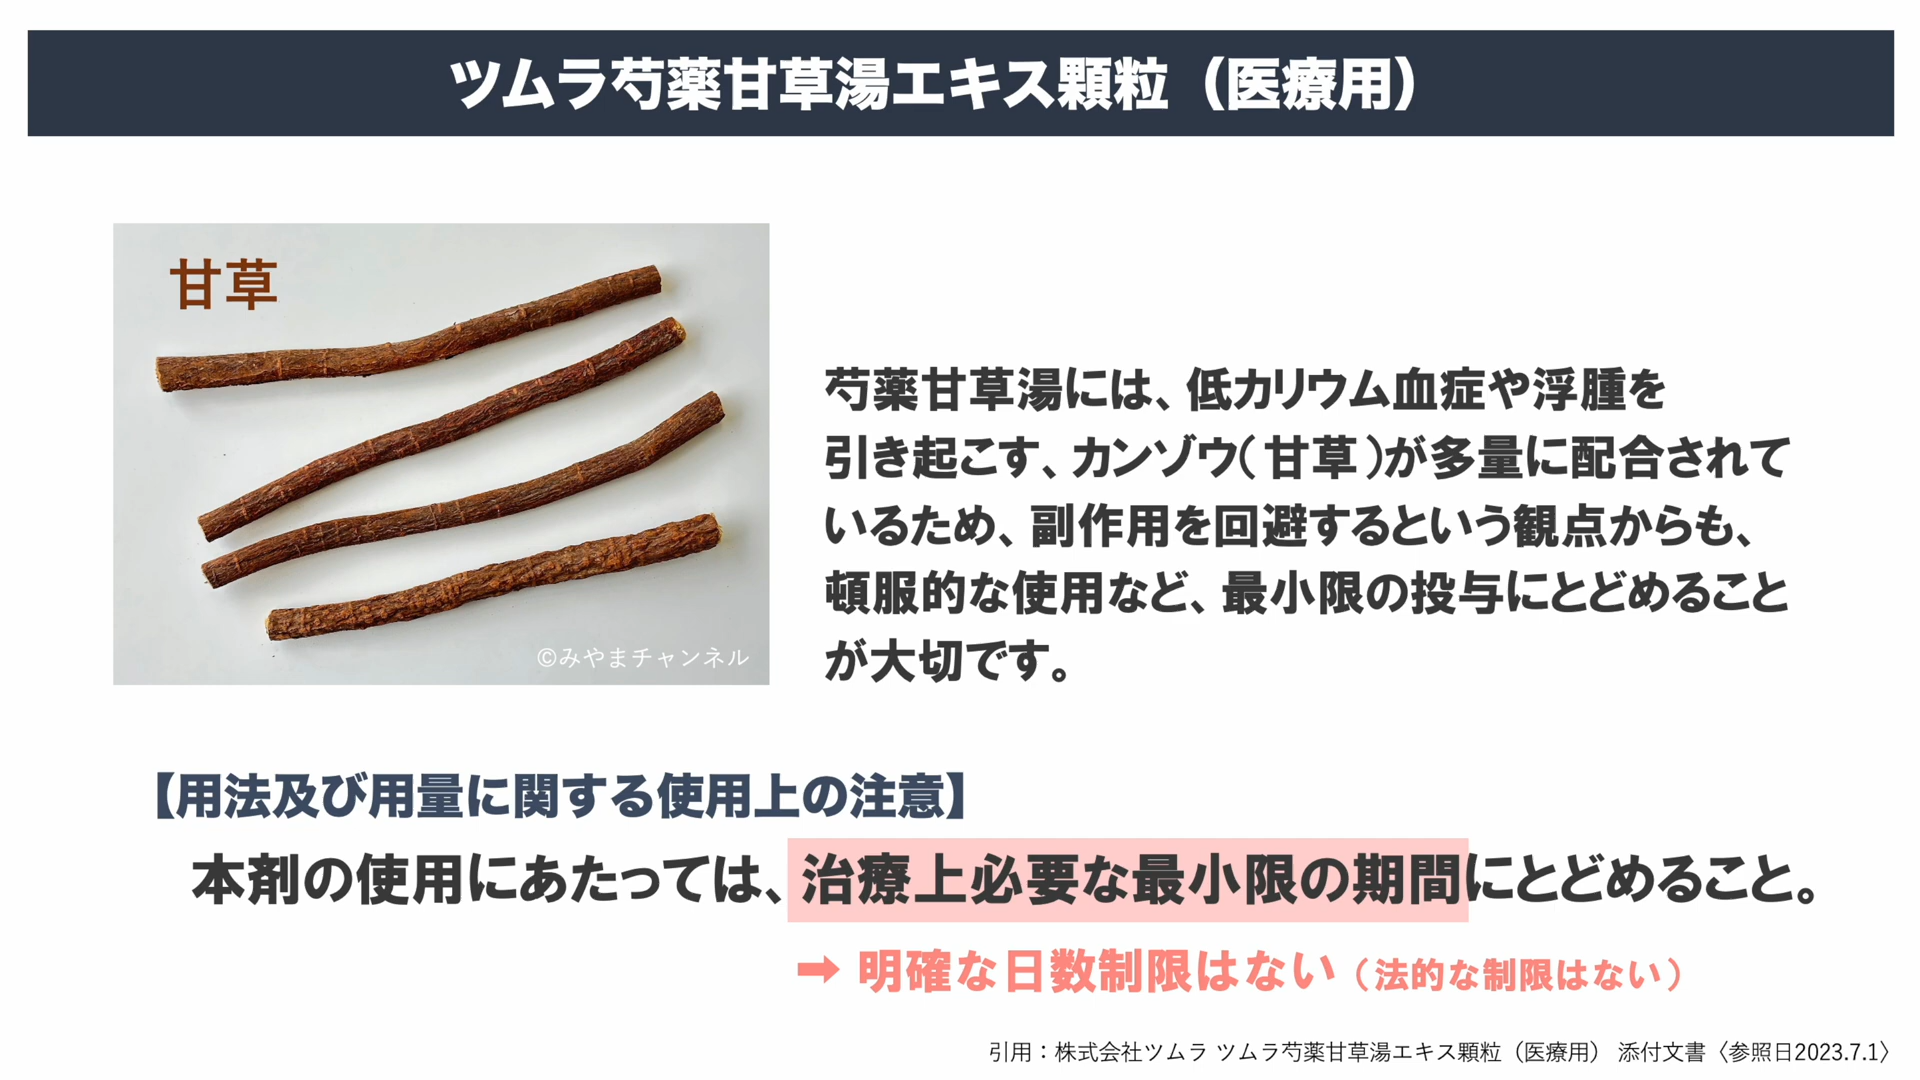 ツムラ芍薬甘草湯エキス顆粒（医療用）
甘草
©みやまチャンネル
芍薬甘草湯には、低カリウム血症や浮腫を
引き起こす、カンゾウ（甘草）が多量に配合されて
いるため、副作用を回避するという観点からも、
頓服的な使用など、最小限の投与にとどめること
が大切です。
【用法及び用量に関する使用上の注意】
本剤の使用にあたっては、治療上必要な最小限の期間にとどめること。
➡ 明確な日数制限はない（法的な制限はない）
引用：株式会社ツムラ ツムラ芍薬甘草湯エキス顆粒（医療用） 添付文書〈参照日2023.7.1〉